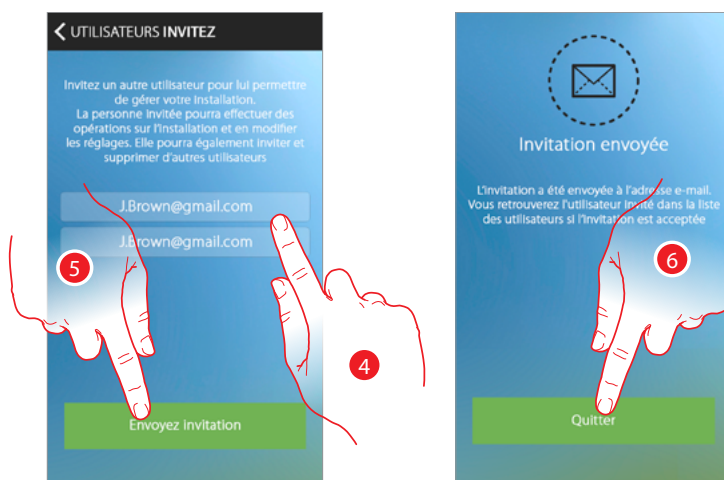 UTILISATEURS INVITEZ
Invitez un autre utilisateur pour lui permettre
de gérer votre installation.
La personne invitée pourra effectuer des
opérations sur l'installation et en modifier
les réglages. Elle pourra également inviter et
supprimer d'autres utilisateurs
J.Brown@gmail.com
J.Brown@gmail.com
5
4
Envoyez invitation
Invitation envoyée
L'invitation a été envoyée à l'adresse e-mail.
Vous retrouverez l'utilisateur invité dans la liste
des utilisateurs si l'invitation est acceptée
6
Quitter